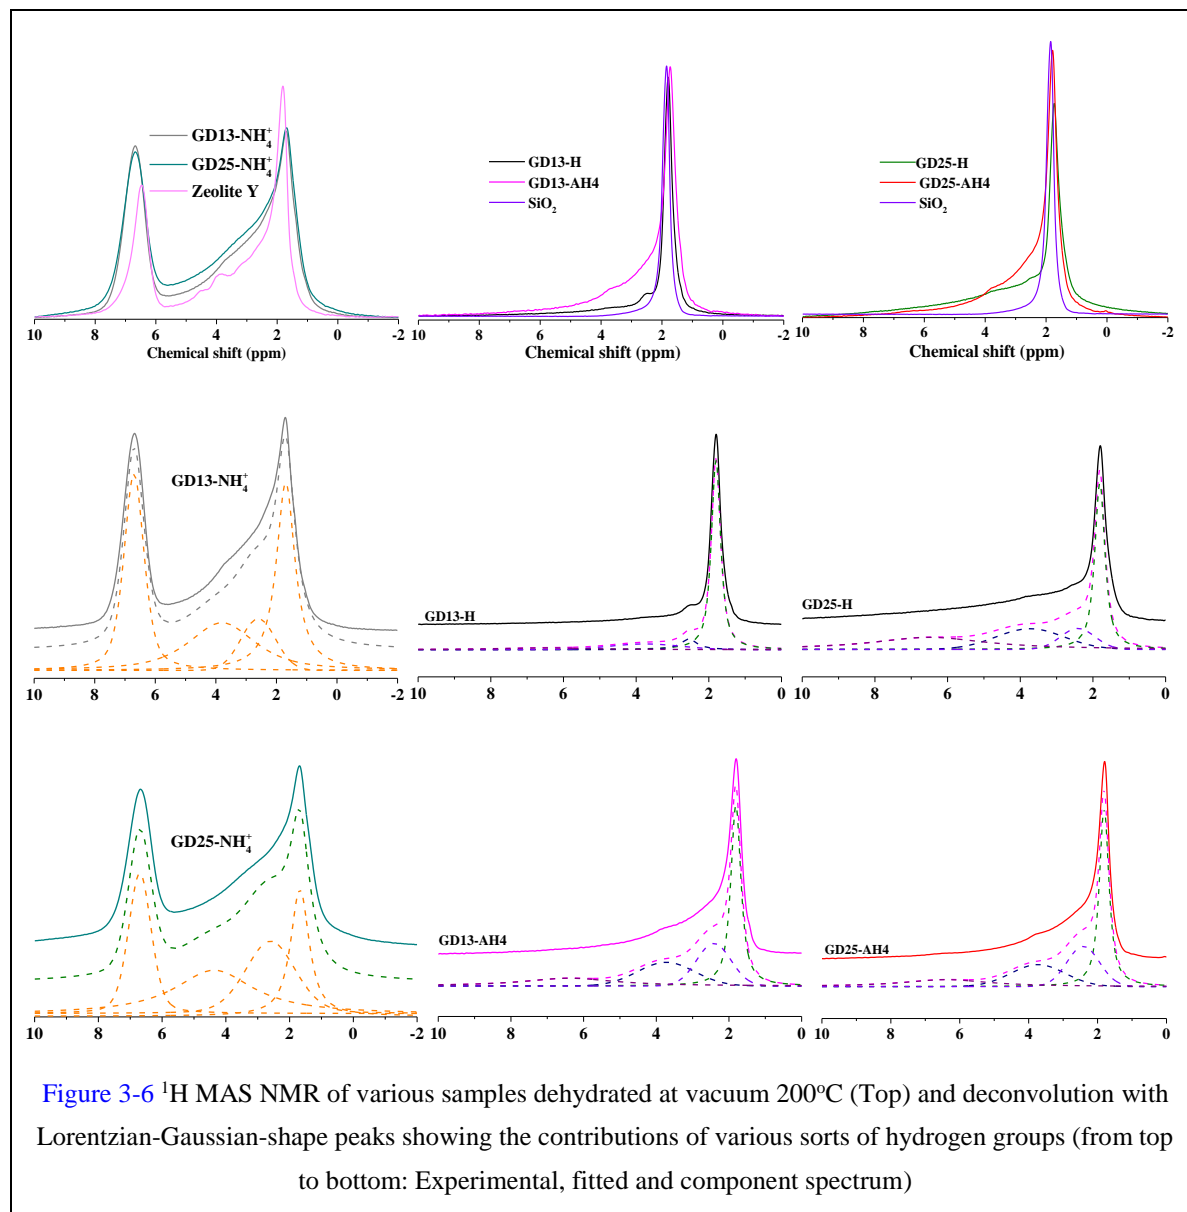 GD13-NH4+
GD25-NH4+
Zeolite Y
10 8 6 4 2 0 -2
Chemical shift (ppm)
GD13-H
GD13-AH4
SiO2
10 8 6 4 2 0 -2
Chemical shift (ppm)
GD25-H
GD25-AH4
SiO2
10 8 6 4 2 0 -2
Chemical shift (ppm)
GD13-NH4+
10 8 6 4 2 0 -2
GD13-H
10 8 6 4 2 0
GD25-H
10 8 6 4 2 0
GD25-NH4+
10 8 6 4 2 0 -2
GD13-AH4
10 8 6 4 2 0
GD25-AH4
10 8 6 4 2 0
Figure 3-6 1H MAS NMR of various samples dehydrated at vacuum 200oC (Top) and deconvolution with
Lorentzian-Gaussian-shape peaks showing the contributions of various sorts of hydrogen groups (from top
to bottom: Experimental, fitted and component spectrum)